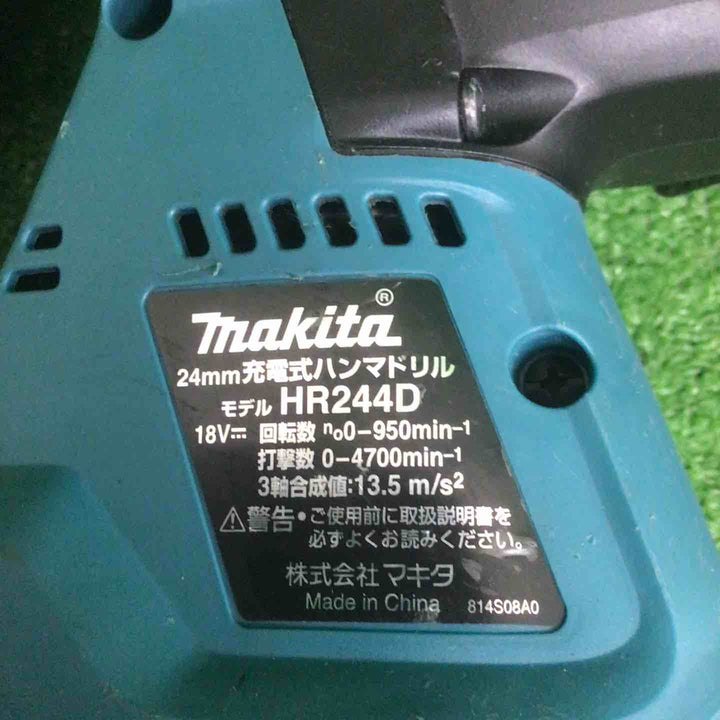 makita®
24mm充電式ハンマドリル
モデル HR244D
18V⎓ 回転数 n₀0-950min⁻¹
打撃数 0-4700min⁻¹
3軸合成値:13.5 m/s²
⚠警告•ご使用前に取扱説明書を
必ずよくお読みください。
株式会社 マキタ
Made in China 814S08A0